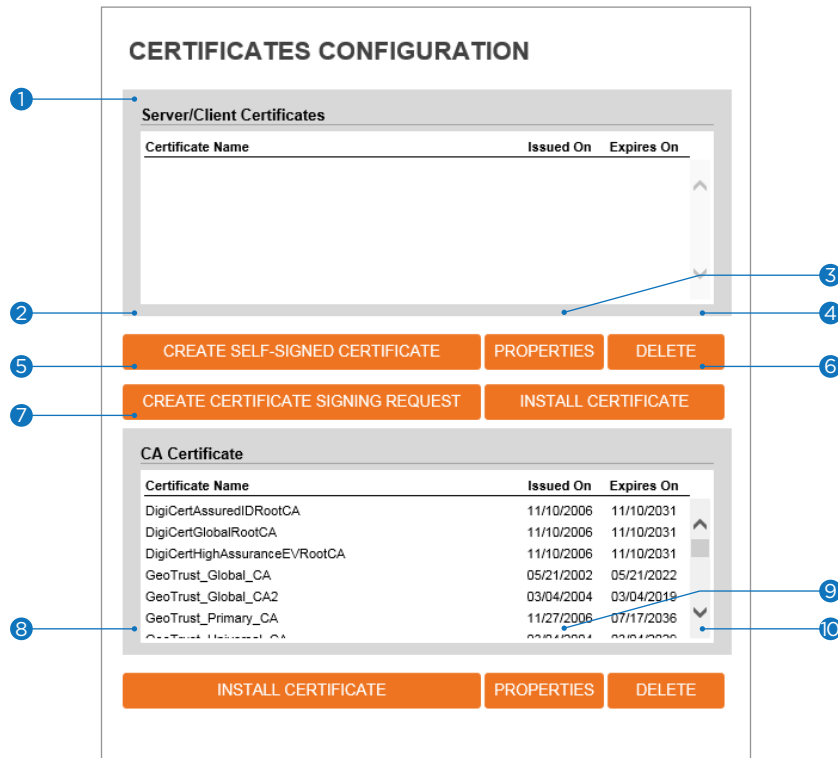 CERTIFICATES CONFIGURATION
1
Server/Client Certificates
Certificate Name Issued On Expires On
3
2
4
CREATE SELF-SIGNED CERTIFICATE PROPERTIES DELETE
5
6
CREATE CERTIFICATE SIGNING REQUEST INSTALL CERTIFICATE
7
CA Certificate
Certificate Name Issued On Expires On
DigiCertAssuredIDRootCA 11/10/2006 11/10/2031
DigiCertGlobalRootCA 11/10/2006 11/10/2031
DigiCertHighAssuranceEVRootCA 11/10/2006 11/10/2031
GeoTrust_Global_CA 05/21/2002 05/21/2022
GeoTrust_Global_CA2 03/04/2004 03/04/2019
9
GeoTrust_Primary_CA 11/27/2006 07/17/2036
8
10
INSTALL CERTIFICATE PROPERTIES DELETE